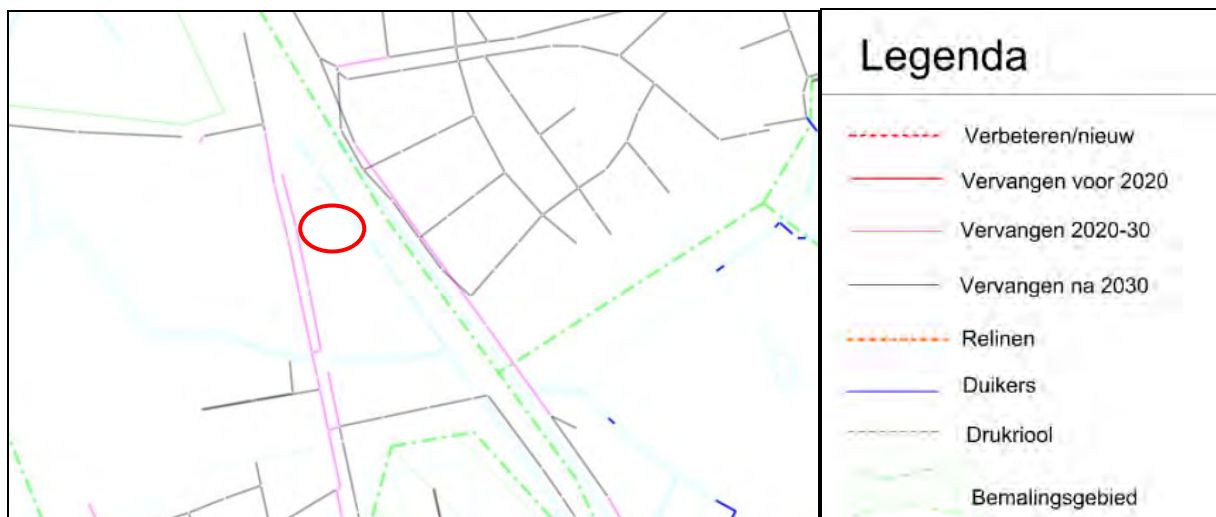 Legenda
Verbeteren/nieuw
Vervangen voor 2020
Vervangen 2020-30
Vervangen na 2030
Relinen
Duikers
Drukriool
Bemalingsgebied